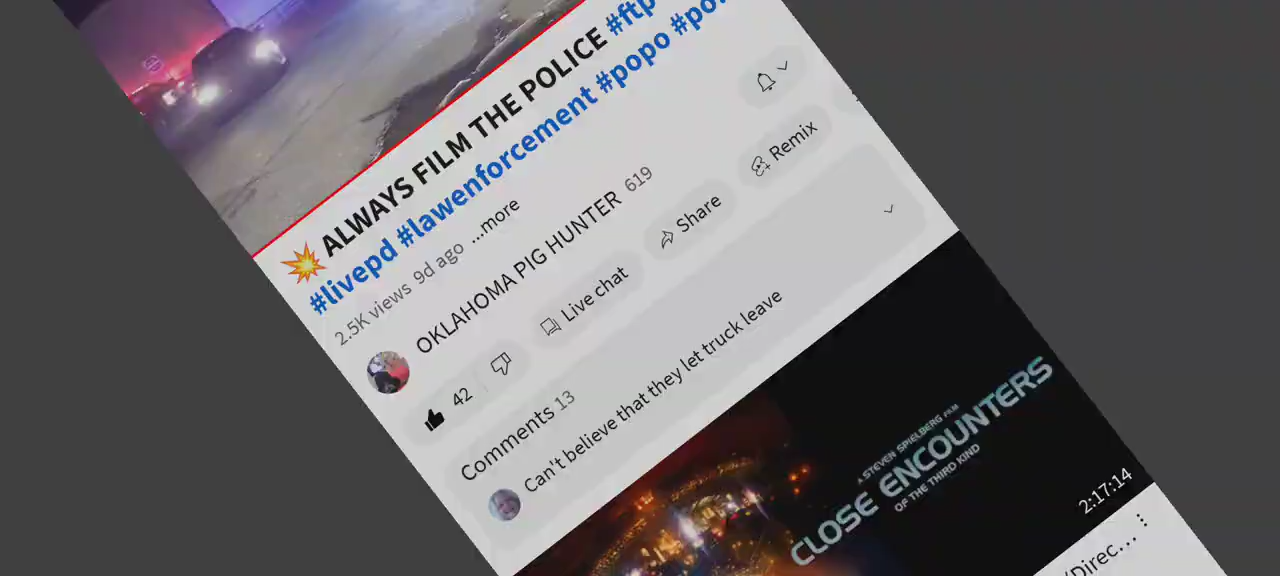 💥 ALWAYS FILM THE POLICE #ftp
#livepd #lawenforcement #popo #po
2.5K views 9d ago ...more
OKLAHOMA PIG HUNTER 619
42
Live chat
Share
Remix
Comments 13
Can't believe that they let truck leave
A STEVEN SPIELBERG FILM
CLOSE ENCOUNTERS
OF THE THIRD KIND
2:17:14
(Direc...